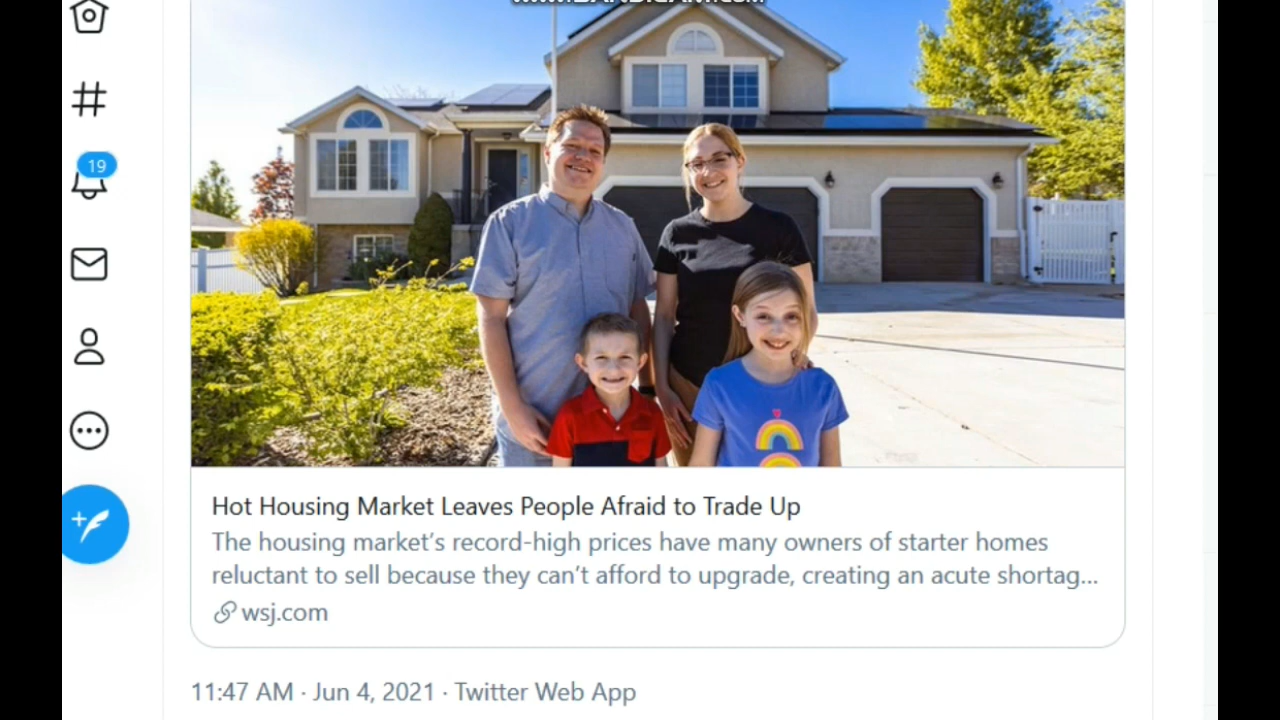 19
Hot Housing Market Leaves People Afraid to Trade Up
The housing market’s record-high prices have many owners of starter homes
reluctant to sell because they can’t afford to upgrade, creating an acute shortag...
wsj.com
11:47 AM · Jun 4, 2021 · Twitter Web App